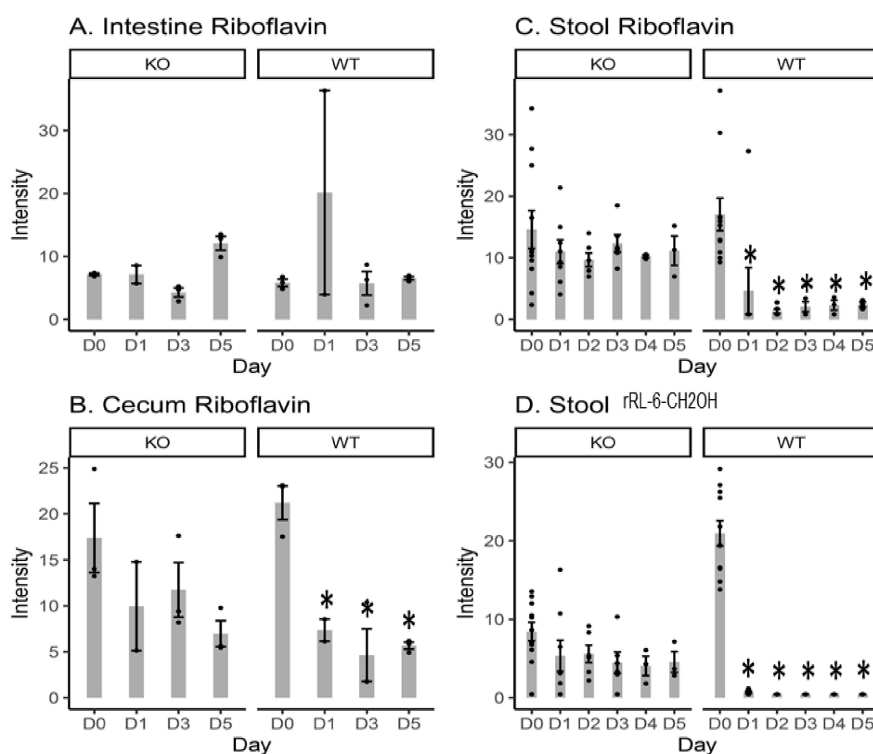 A. Intestine Riboflavin
KO WT
30
20
10
0
Intensity
D0 D1 D3 D5 D0 D1 D3 D5
Day
B. Cecum Riboflavin
KO WT
25
20
15
10
5
0
Intensity
D0 D1 D3 D5 D0 D1 D3 D5
Day
C. Stool Riboflavin
KO WT
30
20
10
0
Intensity
* * * * *
D0 D1 D2 D3 D4 D5 D0 D1 D2 D3 D4 D5
Day
D. Stool rRL-6-CH2OH
KO WT
30
20
10
0
Intensity
* * * * *
D0 D1 D2 D3 D4 D5 D0 D1 D2 D3 D4 D5
Day